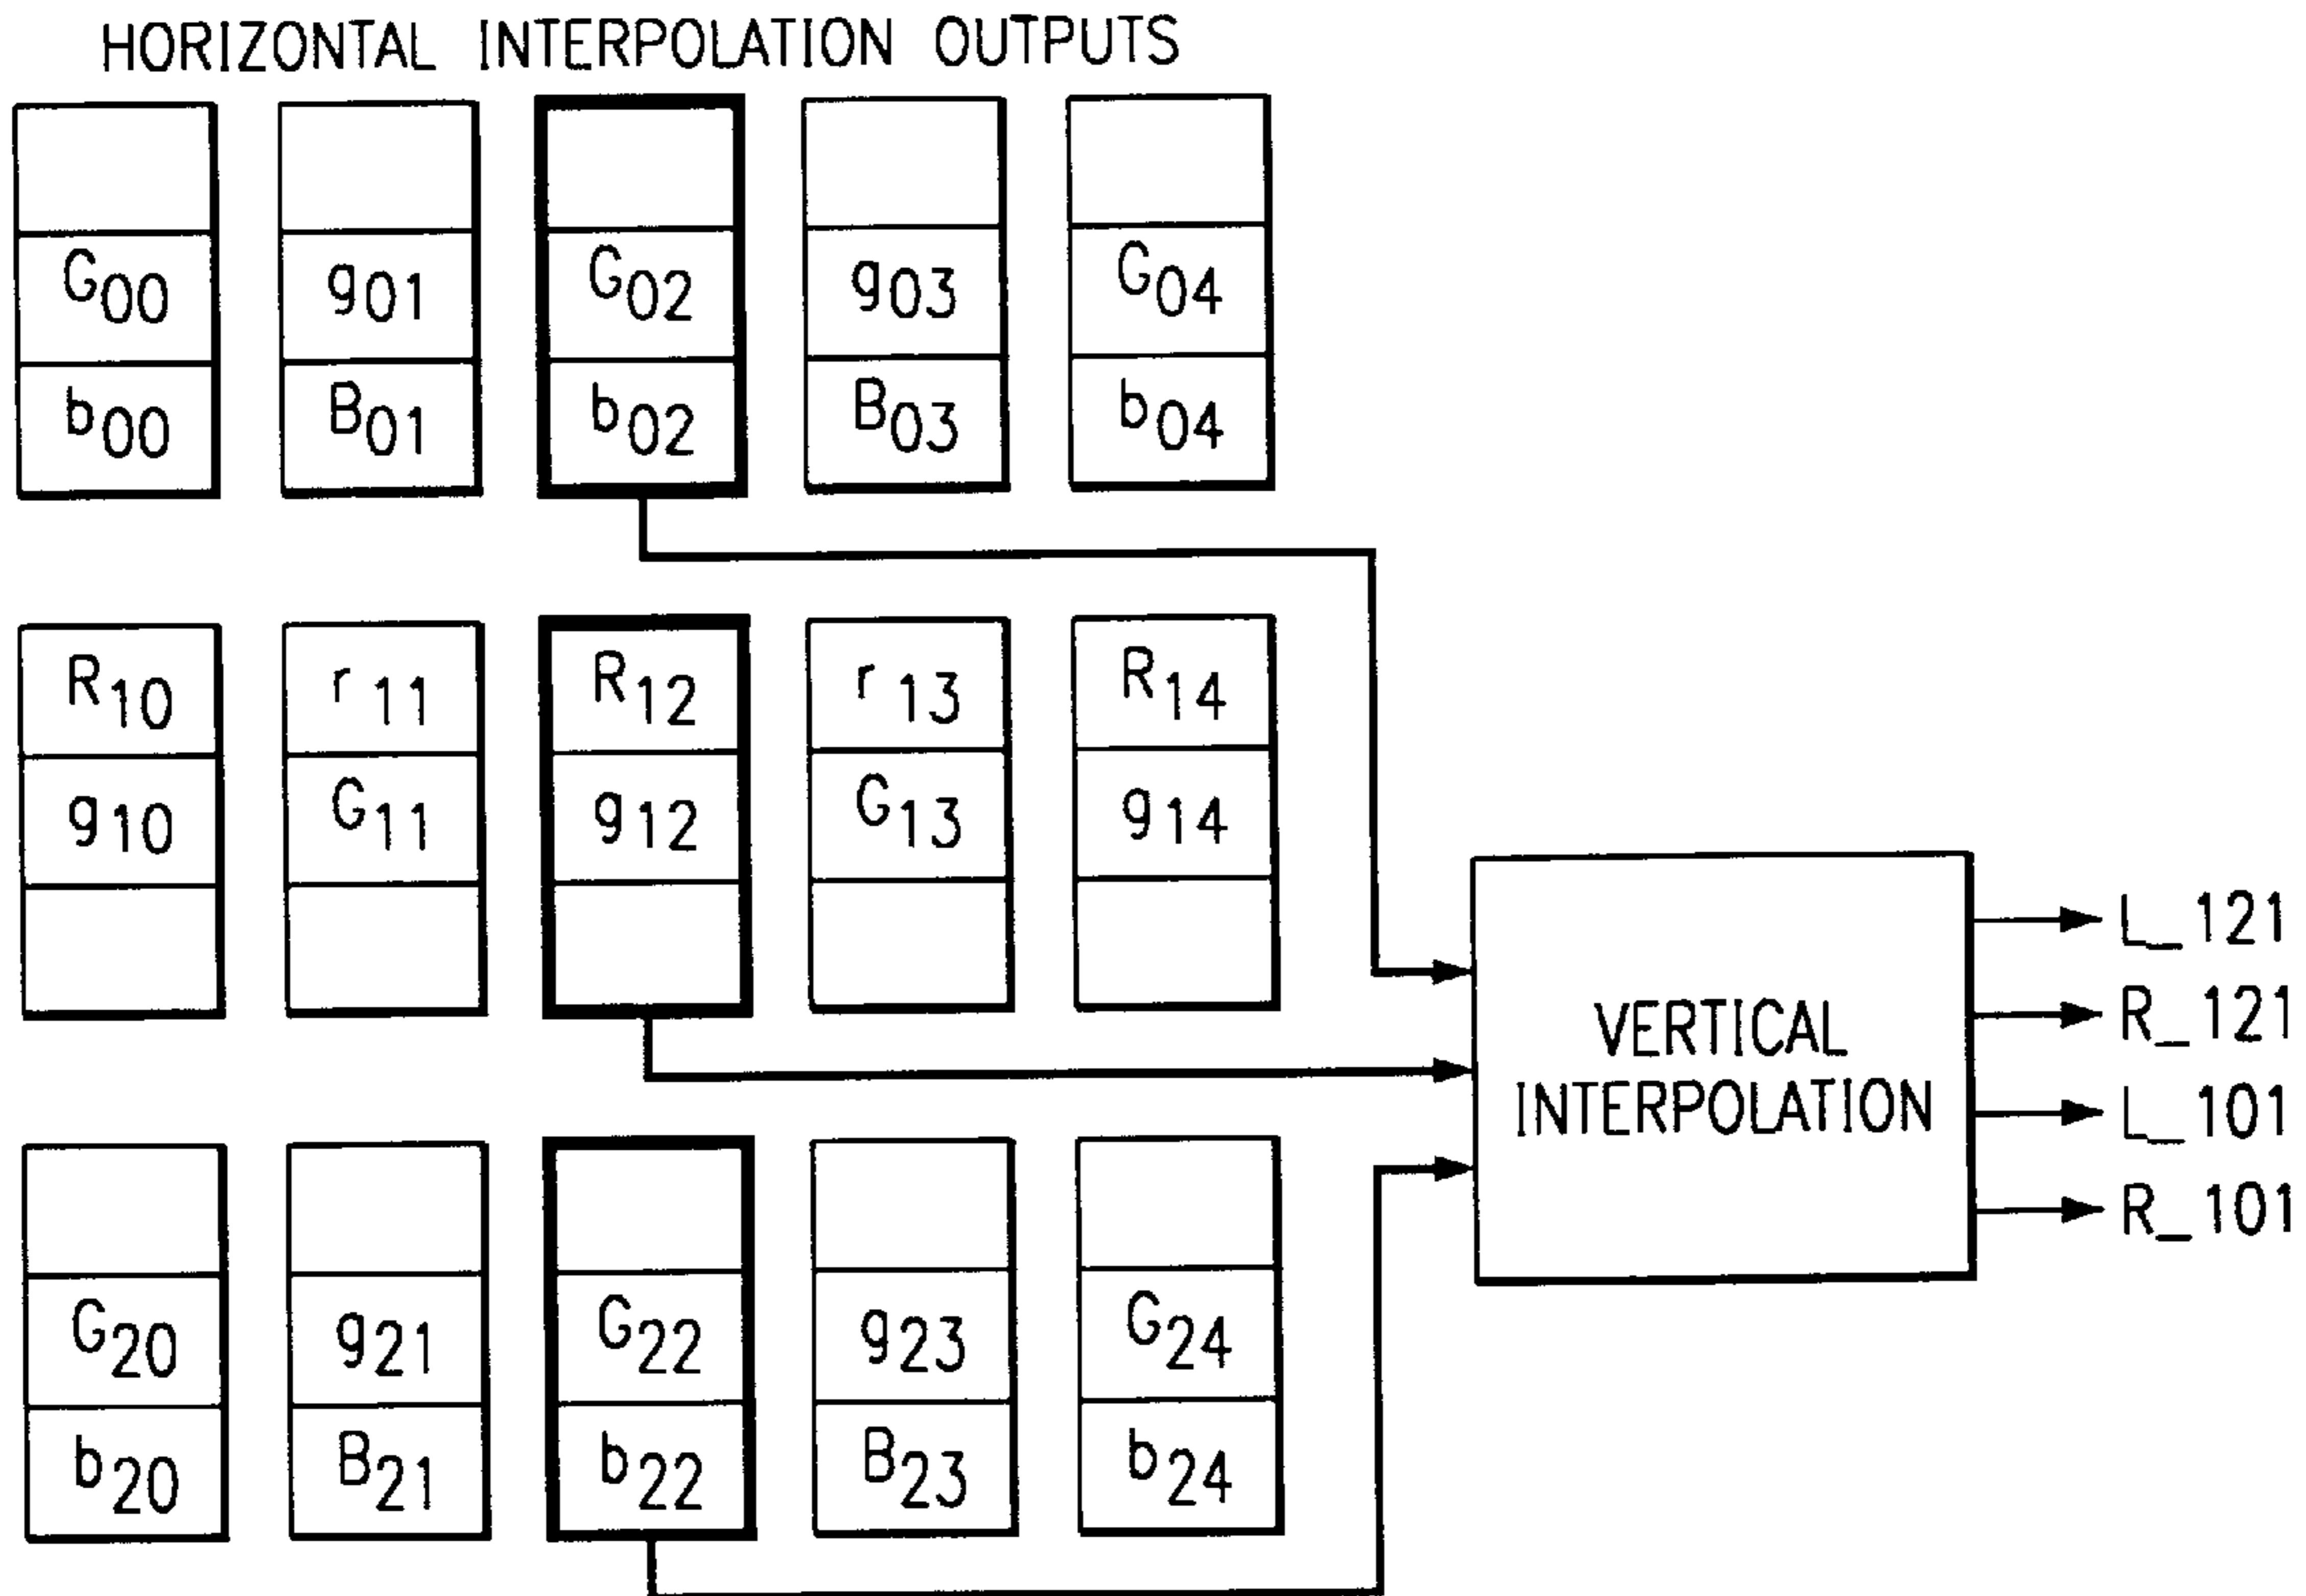 HORIZONTAL INTERPOLATION OUTPUTS
G00 g01 G02 g03 G04
b00 B01 b02 B03 b04
R10 r11 R12 r13 R14
g10 G11 g12 G13 g14
G20 g21 G22 g23 G24
b20 B21 b22 B23 b24
VERTICAL
INTERPOLATION
L_121
R_121
L_101
R_101